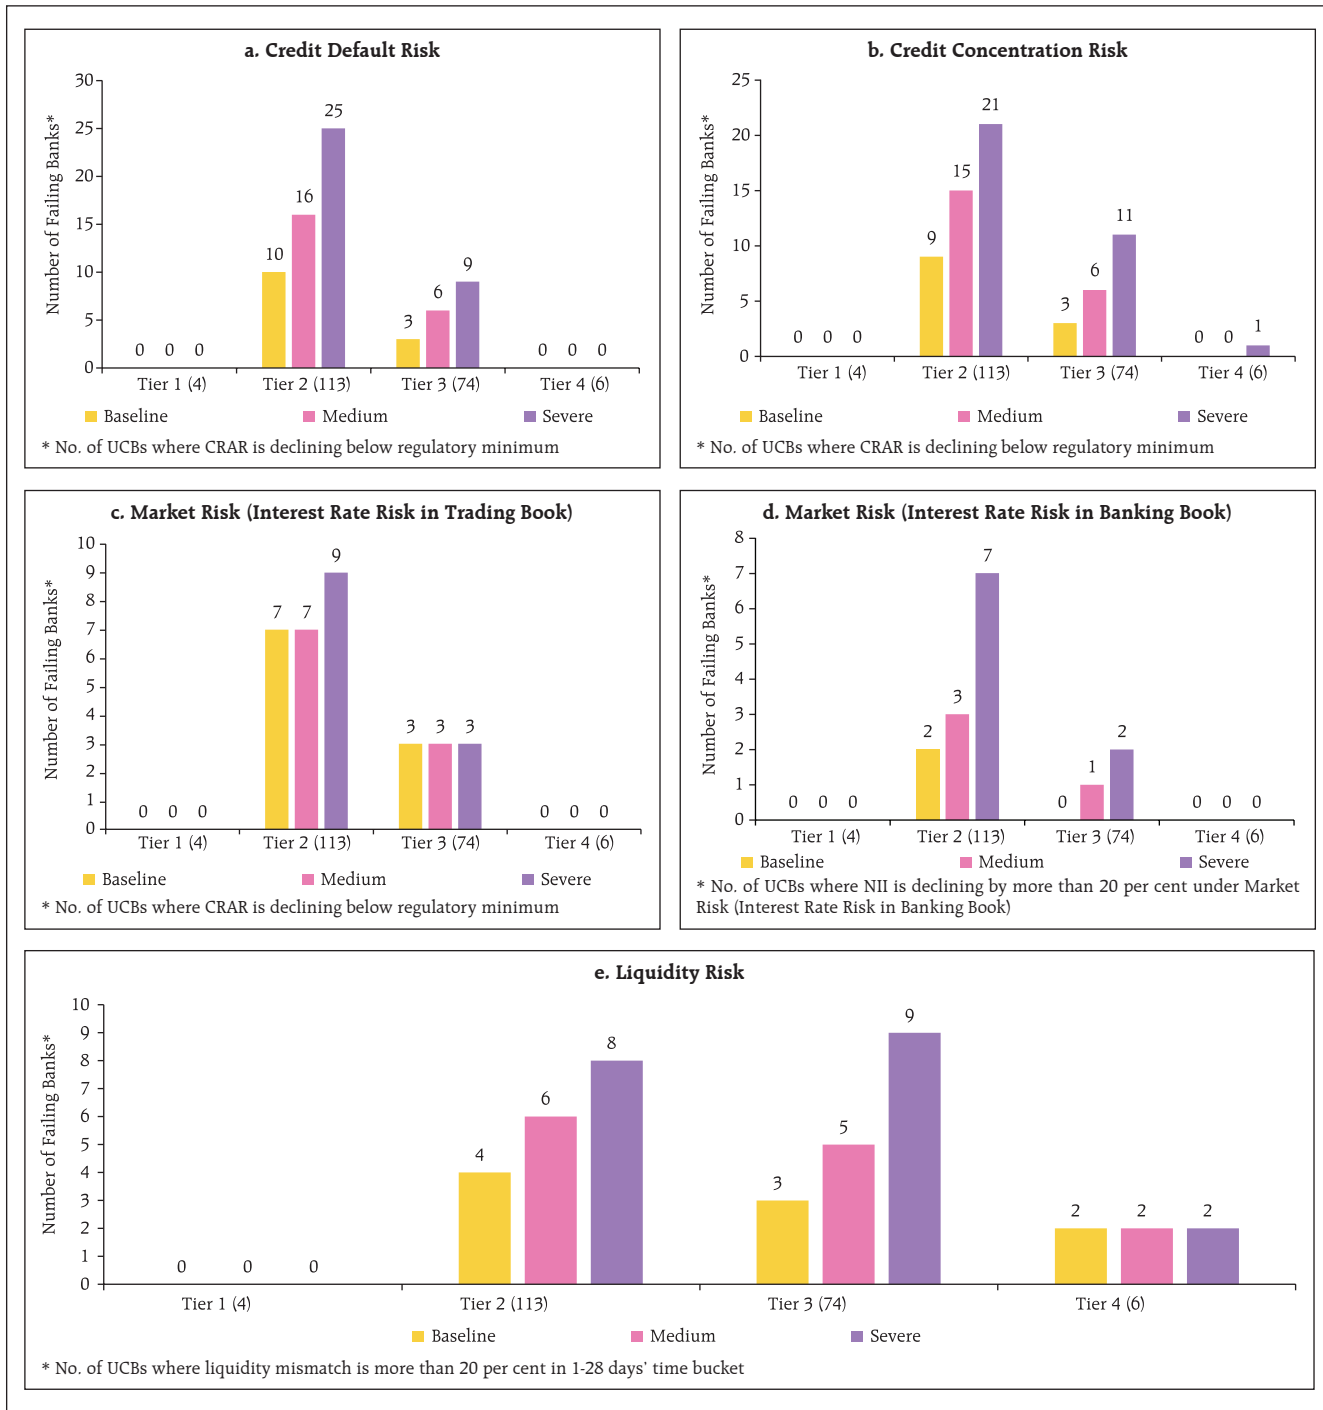 a. Credit Default Risk
Number of Failing Banks*
30
25
20
15
10
5
0
0 0 0
10 16 25
3 6 9
0 0 0
Tier 1 (4) Tier 2 (113) Tier 3 (74) Tier 4 (6)
Baseline Medium Severe
* No. of UCBs where CRAR is declining below regulatory minimum
b. Credit Concentration Risk
Number of Failing Banks*
25
20
15
10
5
0
0 0 0
9 15 21
3 6 11
0 0 1
Tier 1 (4) Tier 2 (113) Tier 3 (74) Tier 4 (6)
Baseline Medium Severe
* No. of UCBs where CRAR is declining below regulatory minimum
c. Market Risk (Interest Rate Risk in Trading Book)
Number of Failing Banks*
10
9
8
7
6
5
4
3
2
1
0
0 0 0
7 7 9
3 3 3
0 0 0
Tier 1 (4) Tier 2 (113) Tier 3 (74) Tier 4 (6)
Baseline Medium Severe
* No. of UCBs where CRAR is declining below regulatory minimum
d. Market Risk (Interest Rate Risk in Banking Book)
Number of Failing Banks*
8
7
6
5
4
3
2
1
0
0 0 0
2 3 7
0 1 2
0 0 0
Tier 1 (4) Tier 2 (113) Tier 3 (74) Tier 4 (6)
Baseline Medium Severe
* No. of UCBs where NII is declining by more than 20 per cent under Market
Risk (Interest Rate Risk in Banking Book)
e. Liquidity Risk
Number of Failing Banks*
10
9
8
7
6
5
4
3
2
1
0
0 0 0
4 6 8
3 5 9
2 2 2
Tier 1 (4) Tier 2 (113) Tier 3 (74) Tier 4 (6)
Baseline Medium Severe
* No. of UCBs where liquidity mismatch is more than 20 per cent in 1-28 days' time bucket